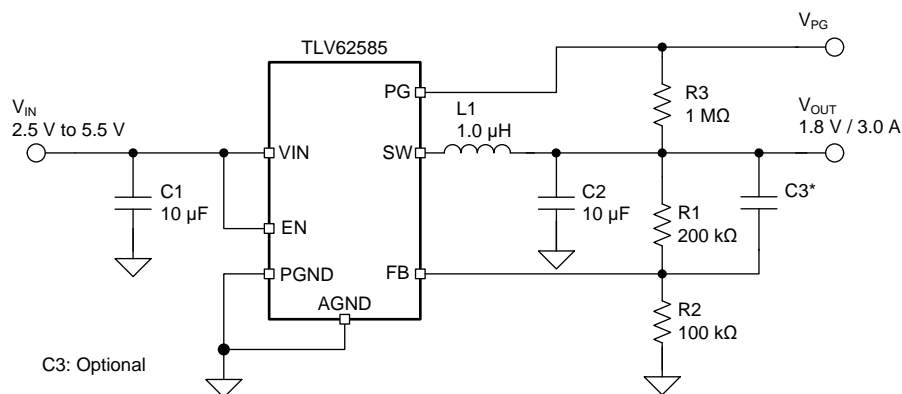 TLV62585
V_PG
PG
L1
1.0 µH
R3
1 MΩ
V_IN
2.5 V to 5.5 V
V_OUT
1.8 V / 3.0 A
VIN
SW
C1
10 µF
C2
10 µF
R1
200 kΩ
C3*
EN
PGND
FB
AGND
R2
100 kΩ
C3: Optional